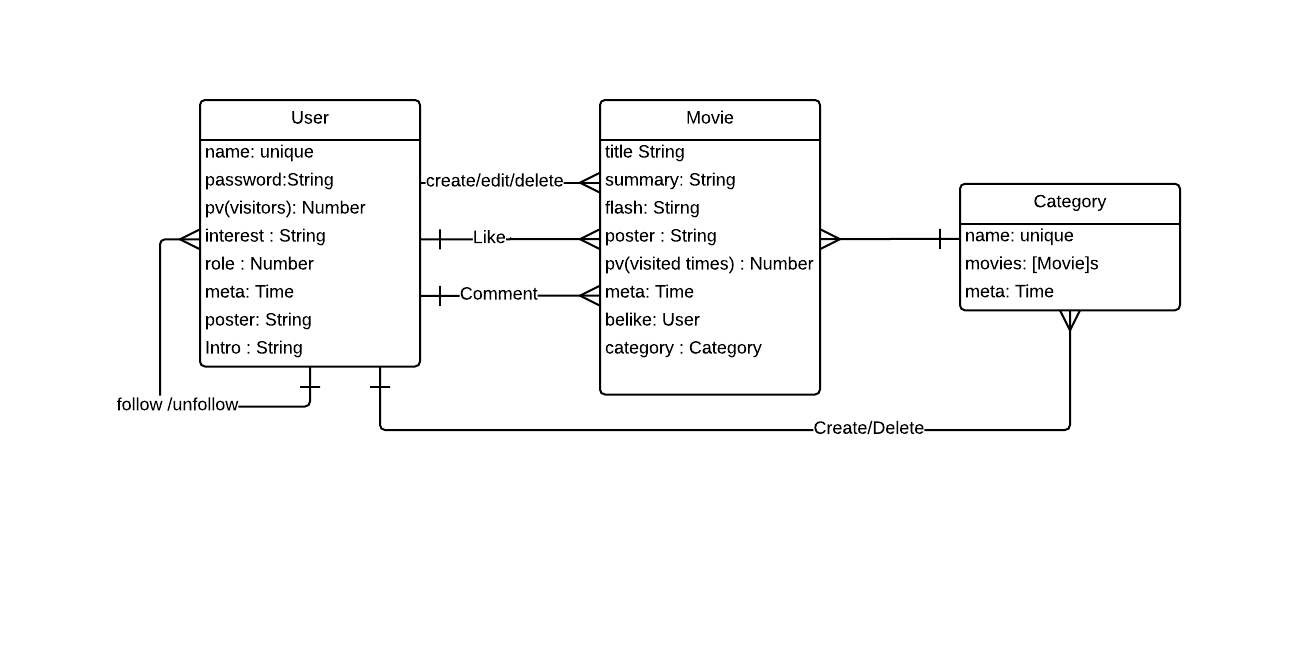 User
name: unique
password:String
pv(visitors): Number
interest : String
role : Number
meta: Time
poster: String
Intro : String
follow /unfollow
create/edit/delete
Like
Comment
Movie
title String
summary: String
flash: Stirng
poster : String
pv(visited times) : Number
meta: Time
belike: User
category : Category
Category
name: unique
movies: [Movie]s
meta: Time
Create/Delete